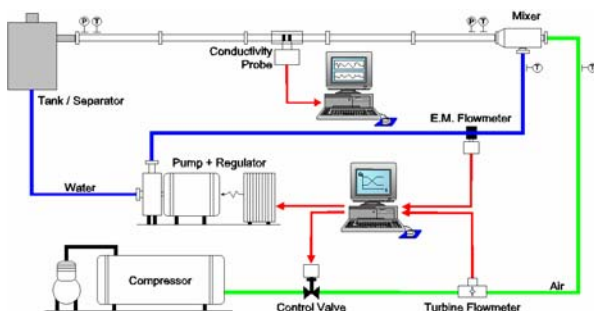 P
T
P
T
Mixer
Conductivity
Probe
T
T
Tank / Separator
E.M. Flowmeter
Pump + Regulator
Water
Compressor
Air
Control Valve
Turbine Flowmeter